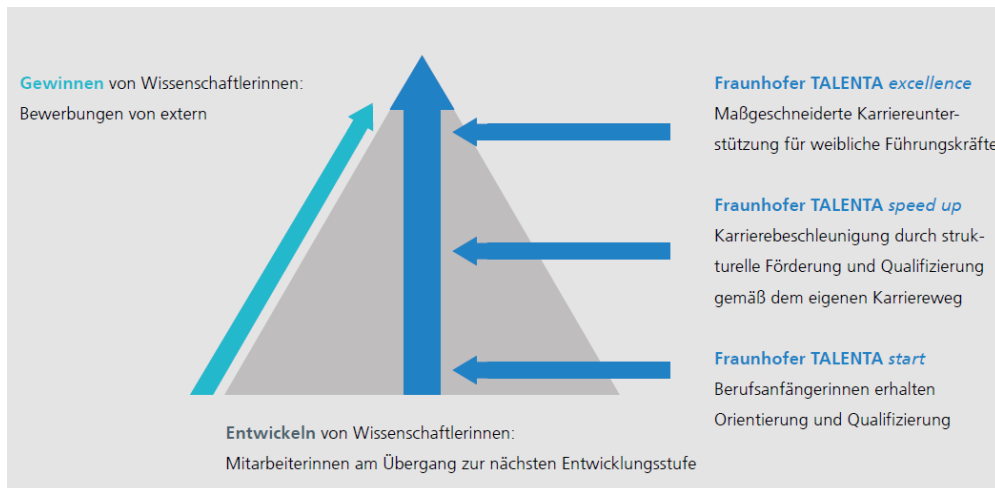 Gewinnen von Wissenschaftlerinnen:
Bewerbungen von extern
Fraunhofer TALENTA excellence
Maßgeschneiderte Karriereunter-
stützung für weibliche Führungskräfte
Fraunhofer TALENTA speed up
Karrierebeschleunigung durch struk-
turelle Förderung und Qualifizierung
gemäß dem eigenen Karriereweg
Fraunhofer TALENTA start
Berufsanfängerinnen erhalten
Orientierung und Qualifizierung
Entwickeln von Wissenschaftlerinnen:
Mitarbeiterinnen am Übergang zur nächsten Entwicklungsstufe